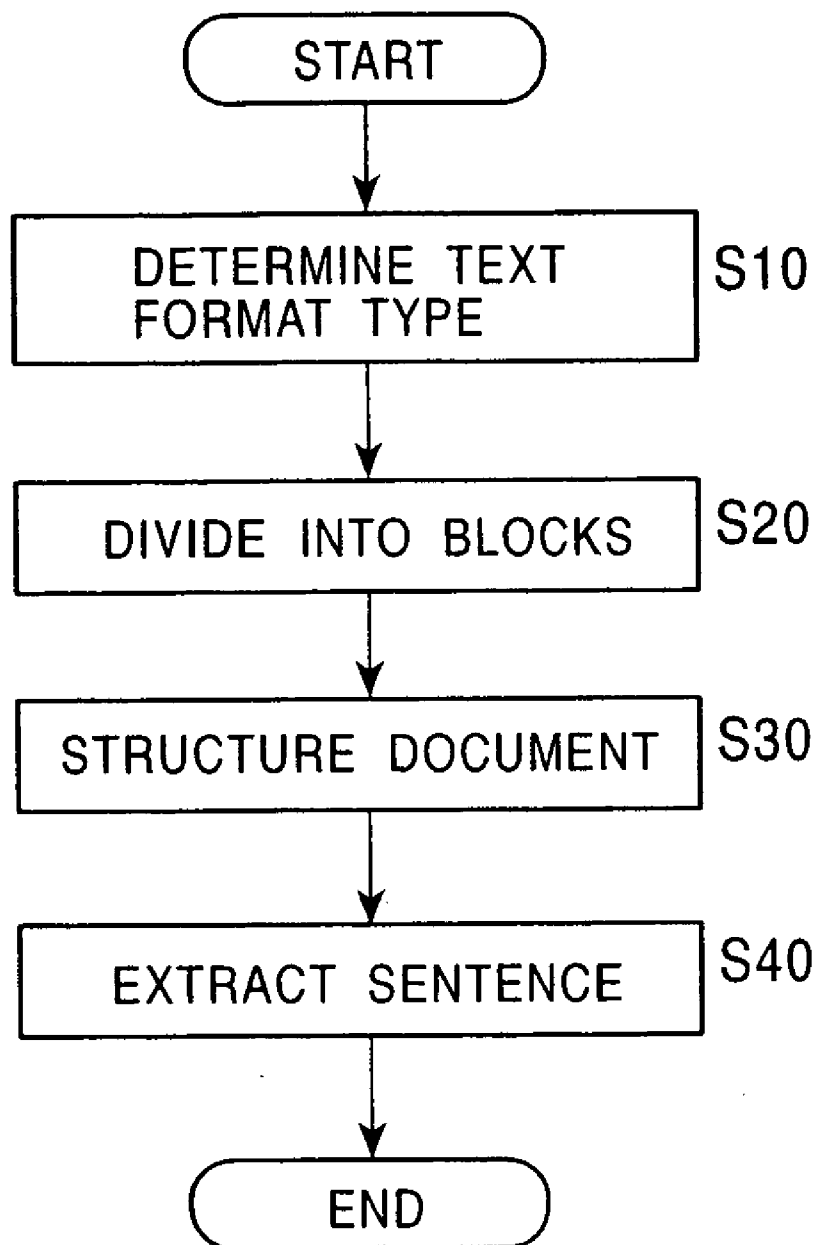 START
DETERMINE TEXT
FORMAT TYPE
S10
DIVIDE INTO BLOCKS
S20
STRUCTURE DOCUMENT
S30
EXTRACT SENTENCE
S40
END